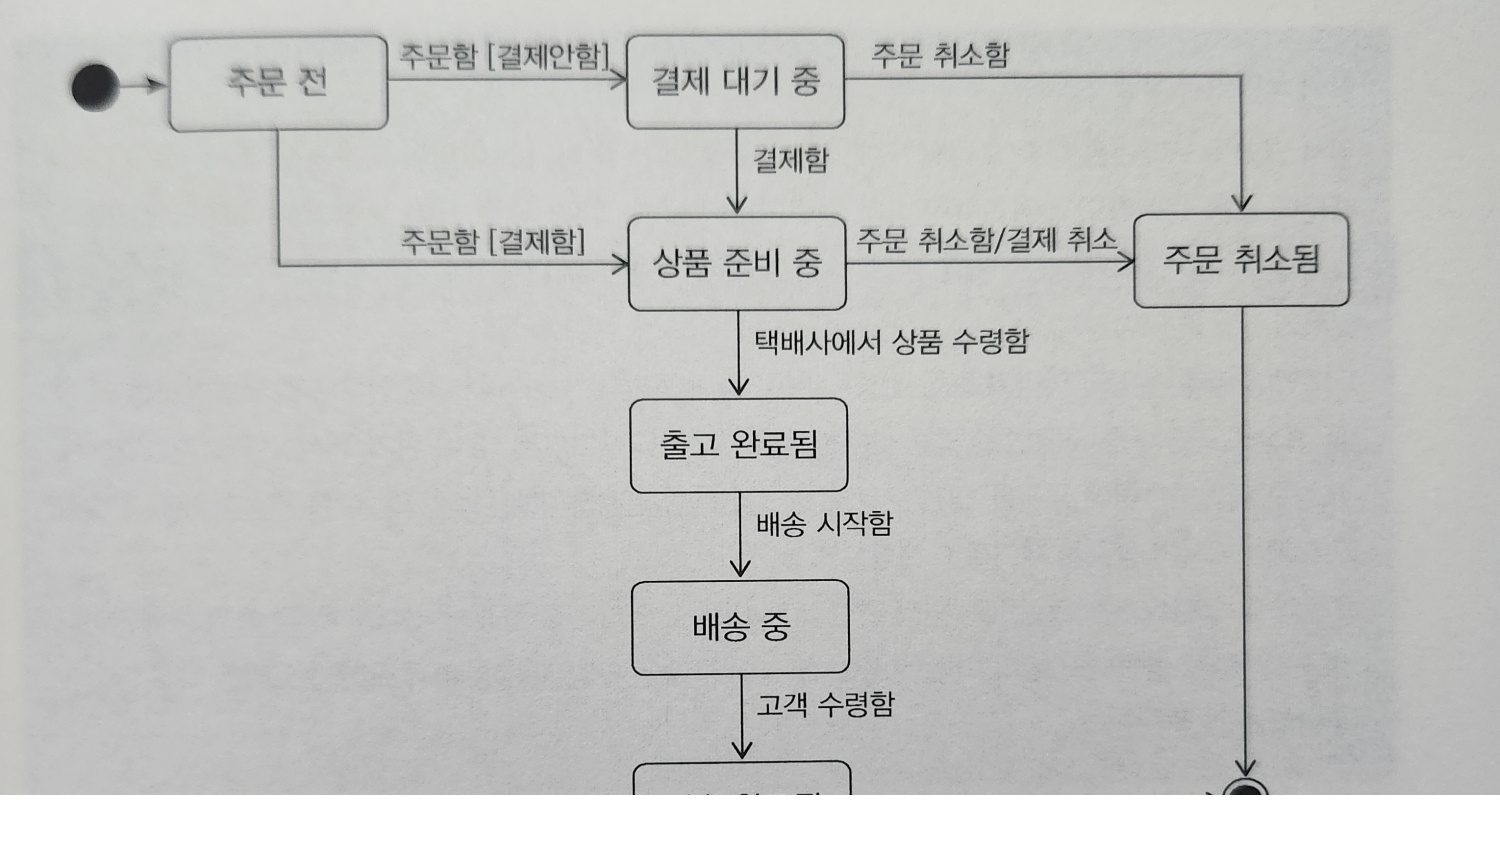 주문함 [결제안함]
주문 취소함
주문 전
결제 대기 중
결제함
주문함 [결제함]
상품 준비 중
주문 취소함/결제 취소
주문 취소됨
택배사에서 상품 수령함
출고 완료됨
배송 시작함
배송 중
고객 수령함